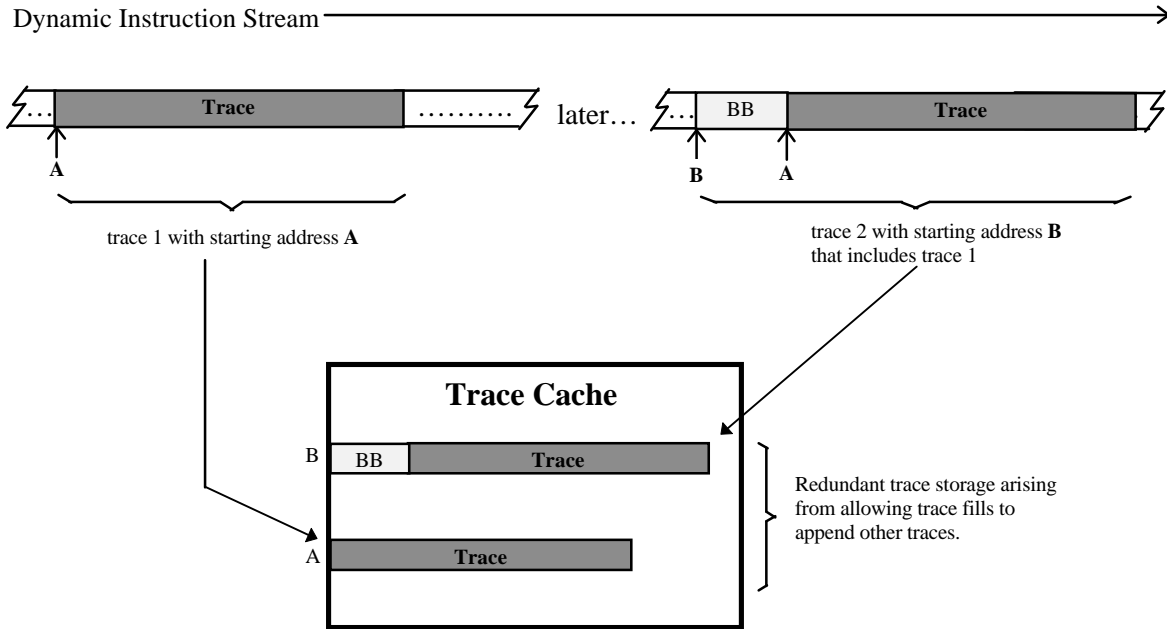 Dynamic Instruction Stream
... Trace ..........
later…
... BB Trace
A
B A
trace 1 with starting address A
trace 2 with starting address B
that includes trace 1
Trace Cache
B BB Trace
A Trace
Redundant trace storage arising
from allowing trace fills to
append other traces.